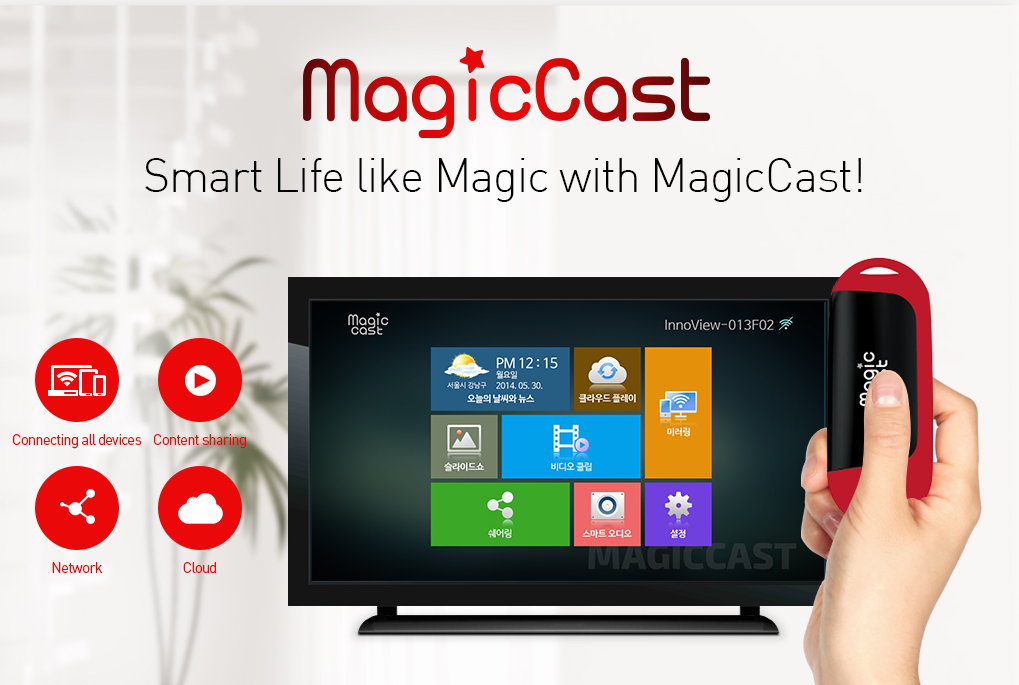 MagicCast
Smart Life like Magic with MagicCast!
Magic
cast
InnoView-013F02
PM 12 : 15
월요일
2014. 05. 30.
서울시 강남구
오늘의 날씨와 뉴스
클라우드 플레이
미러링
슬라이드쇼
비디오 클립
쉐어링
스마트 오디오
설정
MAGICCAST
Connecting all devices
Content sharing
Network
Cloud
Magic